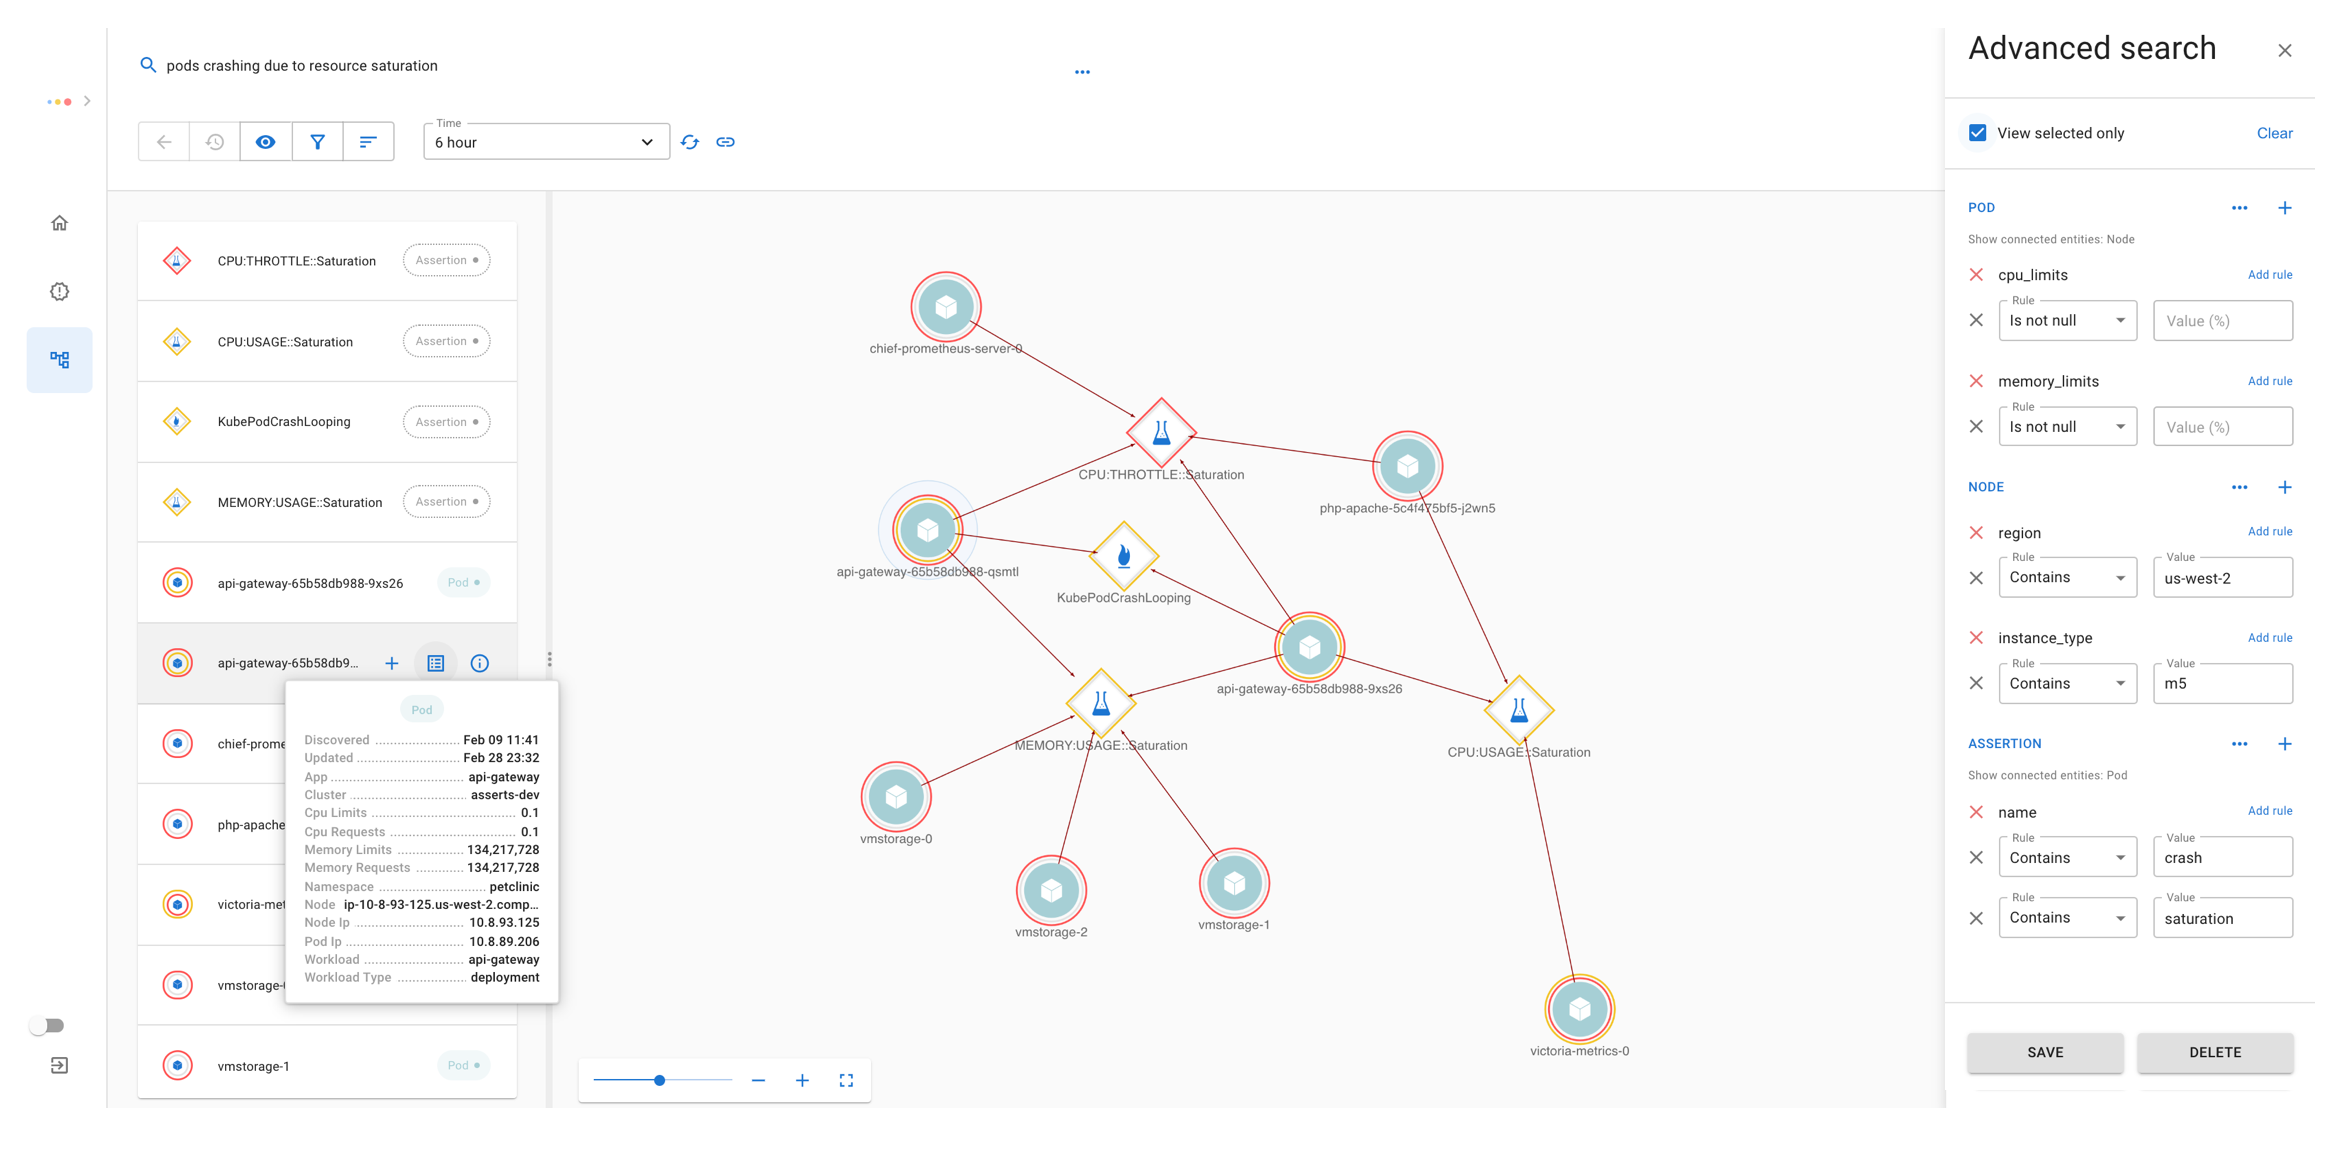 pods crashing due to resource saturation
Time
6 hour
CPU:THROTTLE::Saturation
Assertion
CPU:USAGE::Saturation
Assertion
KubePodCrashLooping
Assertion
MEMORY:USAGE::Saturation
Assertion
api-gateway-65b58db988-9xs26
Pod
api-gateway-65b58db9...
chief-prome
php-apache
victoria-met
vmstorage-
vmstorage-1
Pod
Pod
Discovered Feb 09 11:41
Updated Feb 28 23:32
App api-gateway
Cluster asserts-dev
Cpu Limits 0.1
Cpu Requests 0.1
Memory Limits 134,217,728
Memory Requests 134,217,728
Namespace petclinic
Node ip-10-8-93-125.us-west-2.comp...
Node Ip 10.8.93.125
Pod Ip 10.8.89.206
Workload api-gateway
Workload Type deployment
chief-prometheus-server-0
CPU:THROTTLE::Saturation
php-apache-5c4f475bf5-j2wn5
api-gateway-65b58db988-qsmtl
KubePodCrashLooping
api-gateway-65b58db988-9xs26
MEMORY:USAGE::Saturation
CPU:USAGE::Saturation
vmstorage-0
vmstorage-2
vmstorage-1
victoria-metrics-0
Advanced search
View selected only
Clear
POD
Show connected entities: Node
cpu_limits
Add rule
Rule
Is not null
Value (%)
memory_limits
Add rule
Rule
Is not null
Value (%)
NODE
region
Add rule
Rule
Contains
Value
us-west-2
instance_type
Add rule
Rule
Contains
Value
m5
ASSERTION
Show connected entities: Pod
name
Add rule
Rule
Contains
Value
crash
Rule
Contains
Value
saturation
SAVE
DELETE